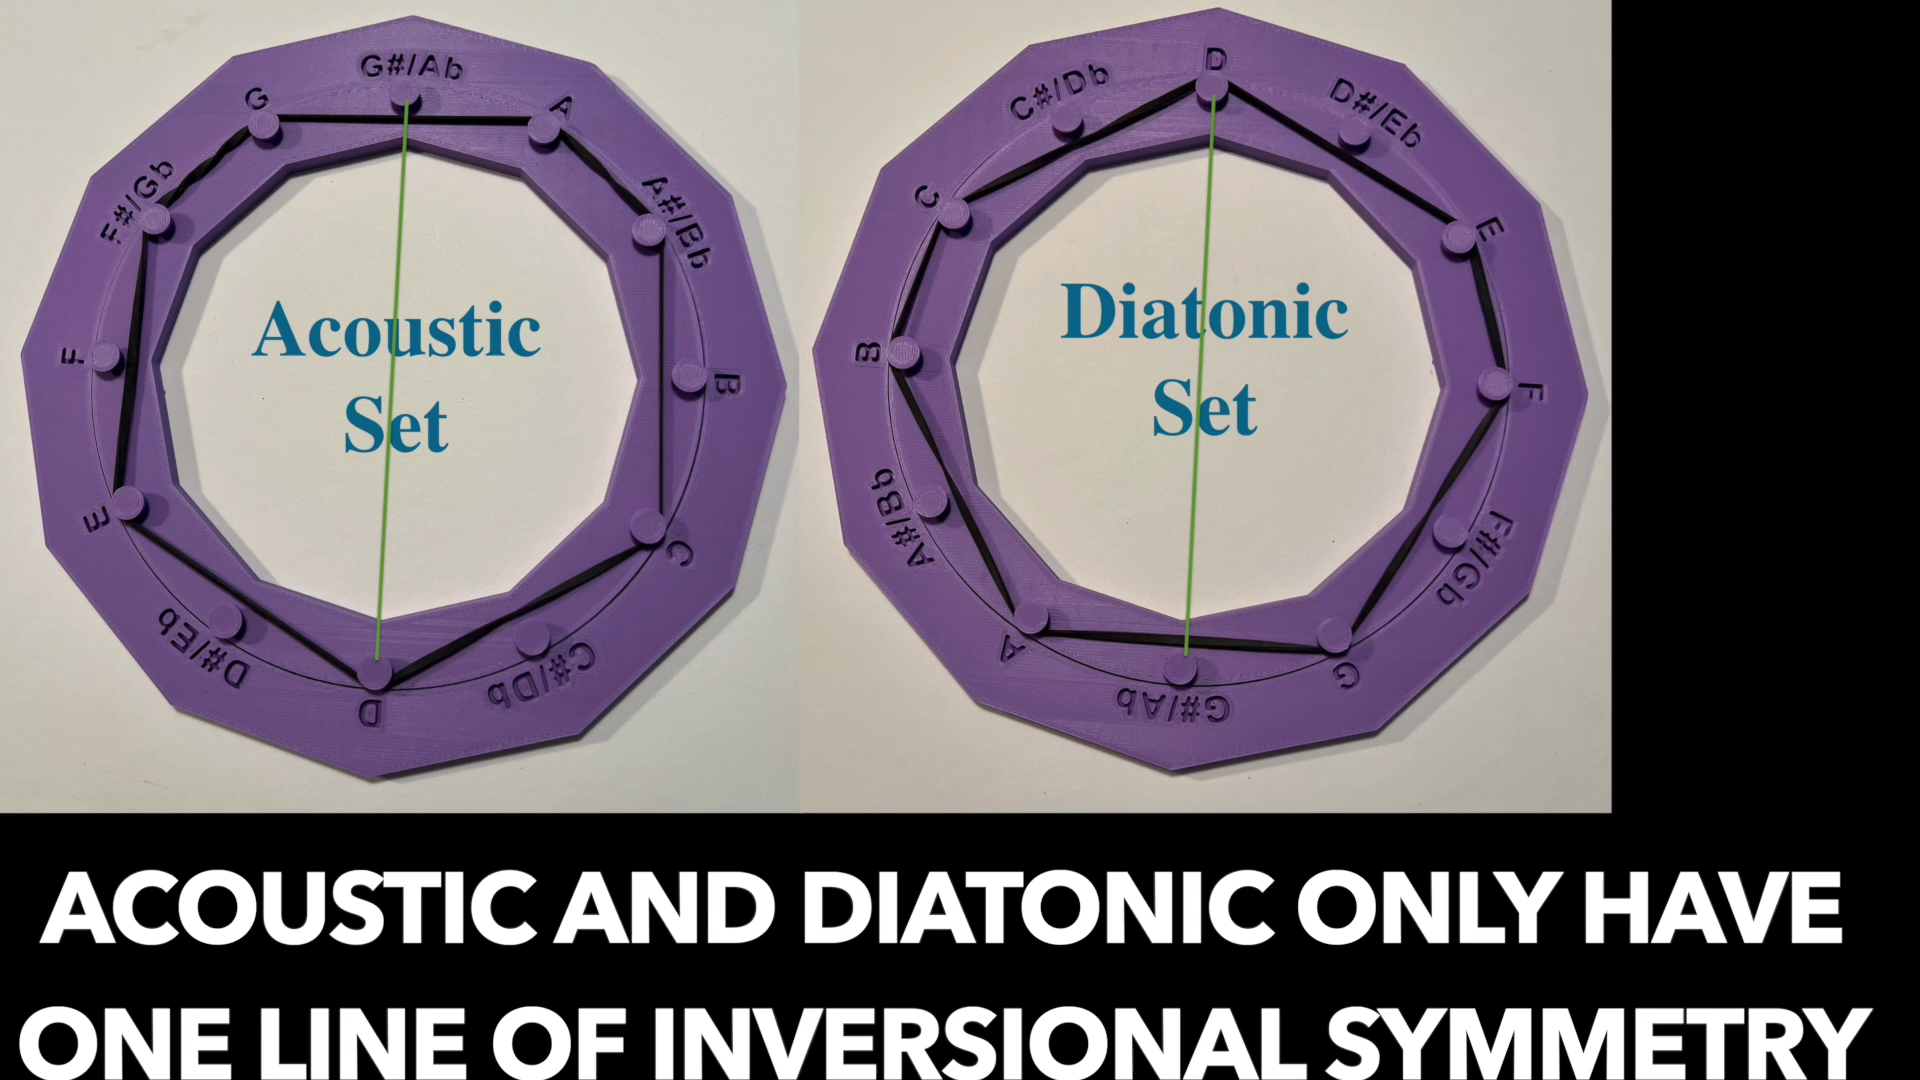 G#/Ab
A
A#/Bb
B
C
C#/Db
D
D#/Eb
E
F
F#/Gb
G
Acoustic
Set
D
D#/Eb
E
F
F#/Gb
G
G#/Ab
A
A#/Bb
B
C
C#/Db
Diatonic
Set
ACOUSTIC AND DIATONIC ONLY HAVE
ONE LINE OF INVERSIONAL SYMMETRY